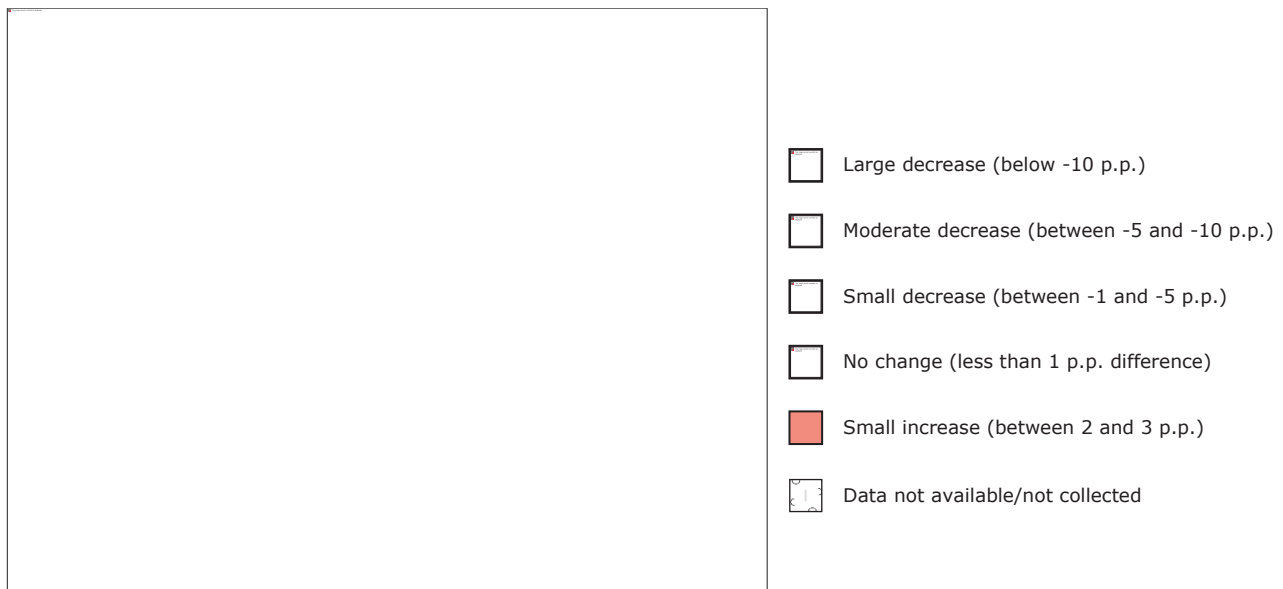 Large decrease (below -10 p.p.)
Moderate decrease (between -5 and -10 p.p.)
Small decrease (between -1 and -5 p.p.)
No change (less than 1 p.p. difference)
Small increase (between 2 and 3 p.p.)
Data not available/not collected